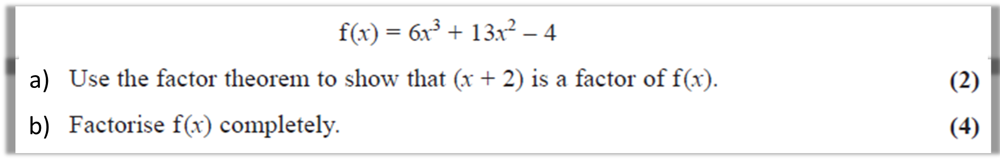 f(x) = 6x³ + 13x² – 4
a) Use the factor theorem to show that (x + 2) is a factor of f(x). (2)
b) Factorise f(x) completely. (4)